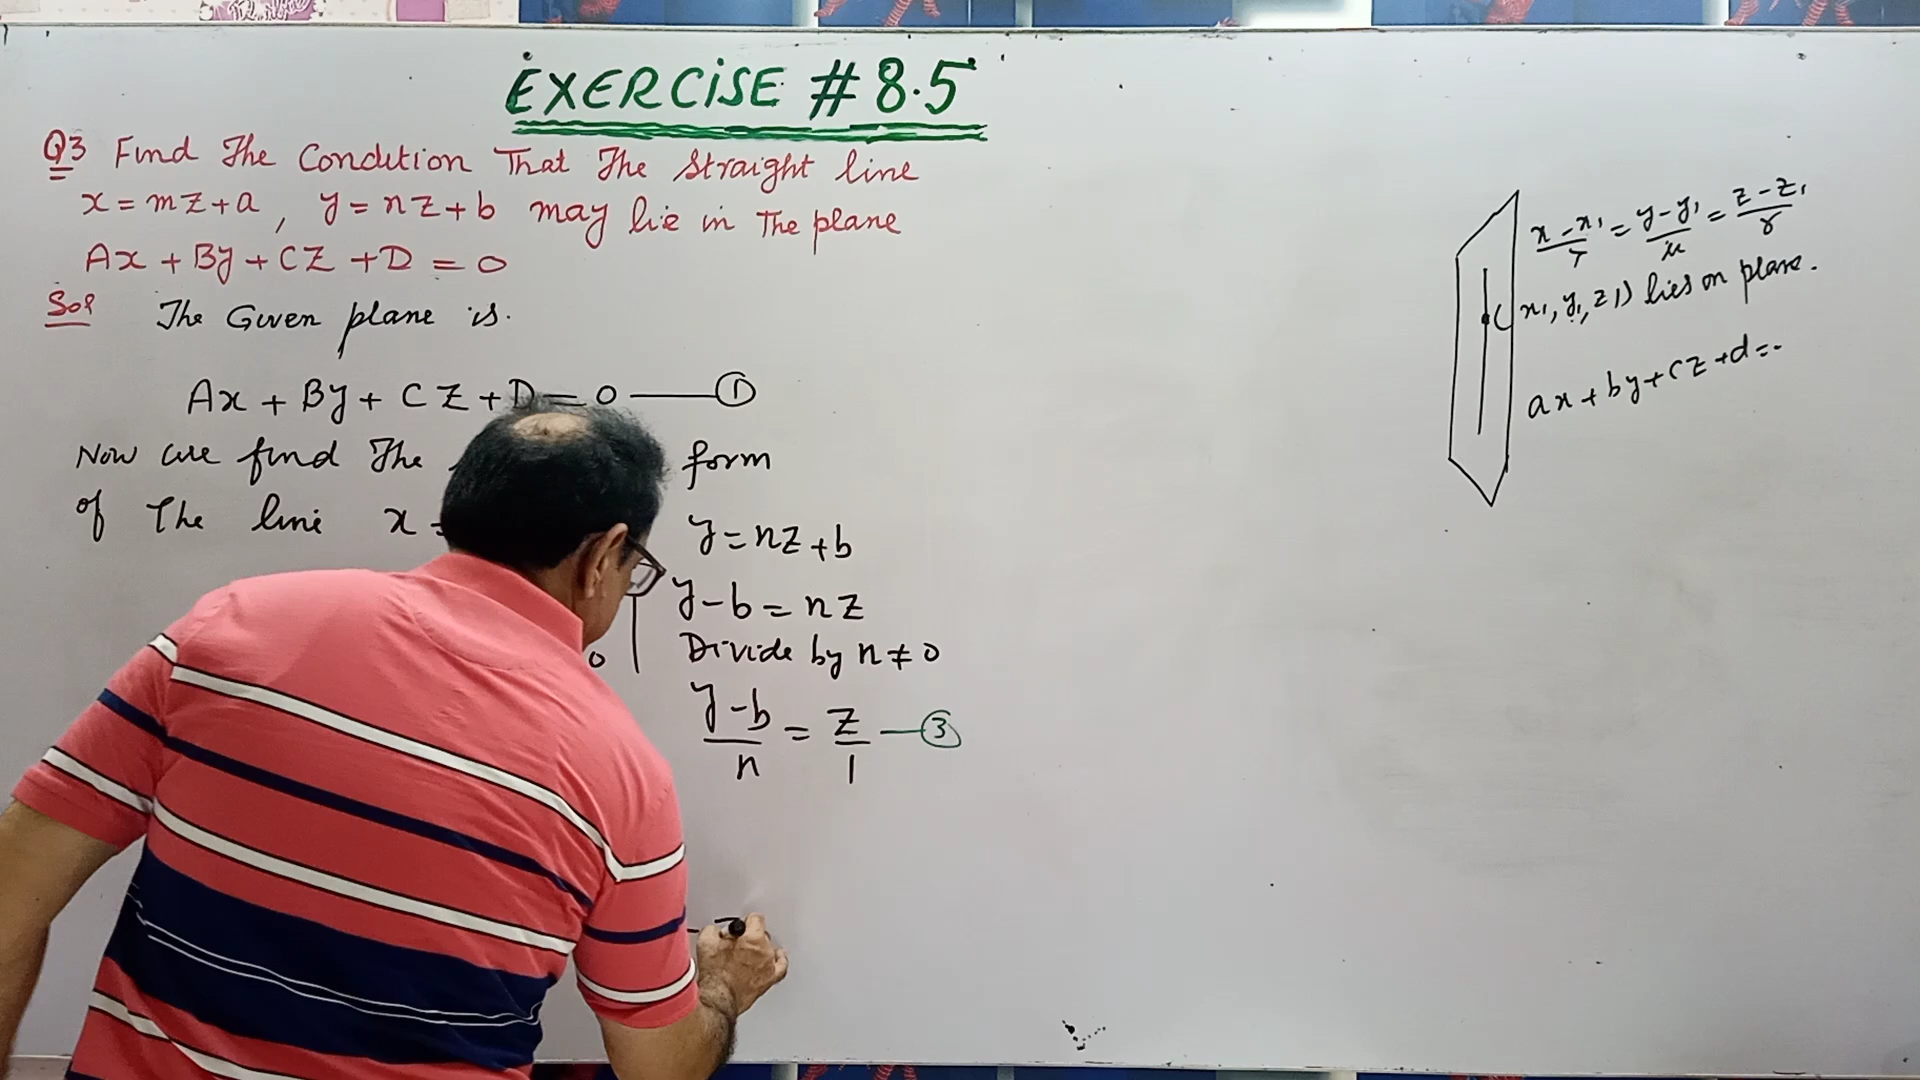 EXERCISE # 8.5
Q3 Find The Condition That The Straight line
x = mz + a , y = nz + b may lie in The plane
Ax + By + CZ + D = 0
Sol The Given plane is.
Ax + By + CZ + D = 0 — ①
Now we find The form
of The line x =
y = nz + b
y - b = nz
0 Divide by n ≠ 0
y - b / n = z / 1 — ③
x - x₁ / = y - y₁ / = z - z₁ /
(x₁, y₁, z1) lies on plane.
ax + by + cz + d =